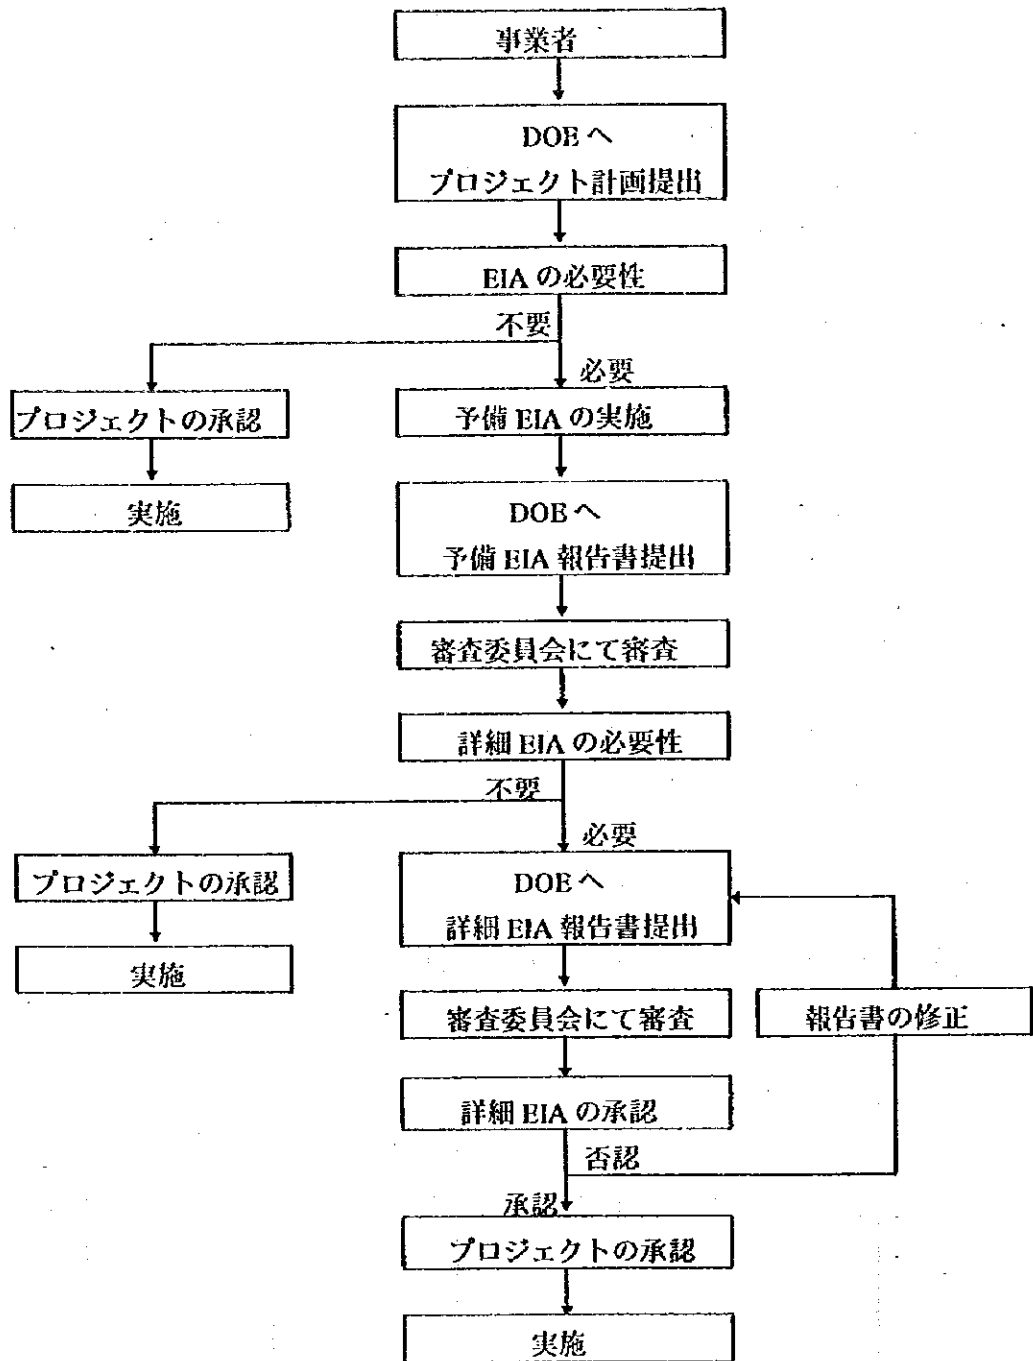 事業者
DOE へ
プロジェクト計画提出
EIA の必要性
不要
必要
プロジェクトの承認
予備 EIA の実施
実施
DOE へ
予備 EIA 報告書提出
審査委員会にて審査
詳細 EIA の必要性
不要
必要
プロジェクトの承認
DOE へ
詳細 EIA 報告書提出
実施
審査委員会にて審査
報告書の修正
詳細 EIA の承認
否認
承認
プロジェクトの承認
実施